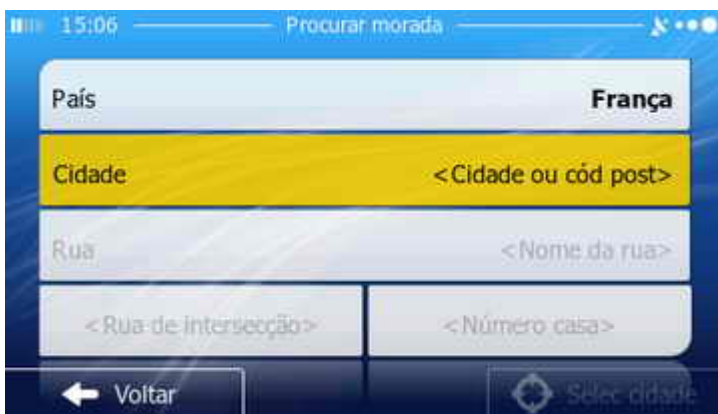 15:06 Procurar morada
País França
Cidade <Cidade ou cód post>
Rua <Nome da rua>
<Rua de intersecção> <Número casa>
Voltar Selec cidade